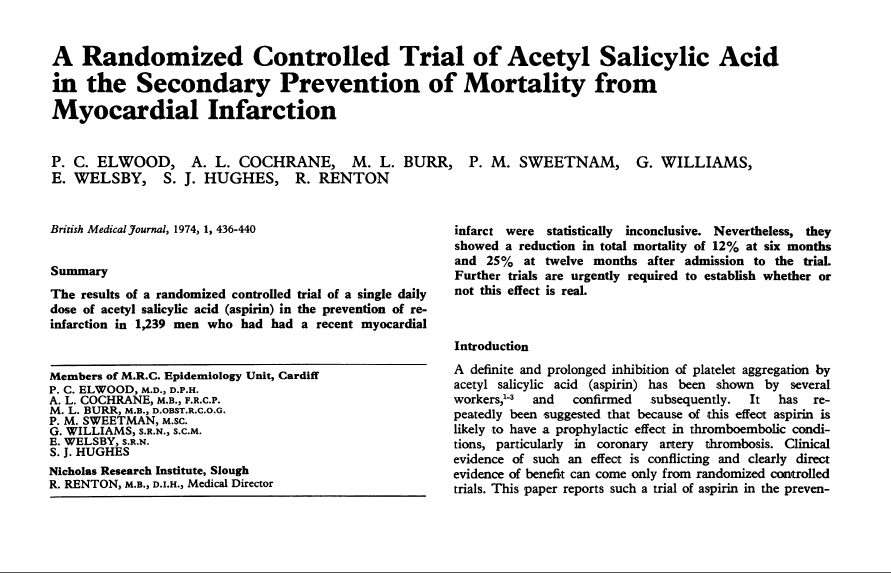 A Randomized Controlled Trial of Acetyl Salicylic Acid
in the Secondary Prevention of Mortality from
Myocardial Infarction
P. C. ELWOOD, A. L. COCHRANE, M. L. BURR, P. M. SWEETNAM, G. WILLIAMS,
E. WELSBY, S. J. HUGHES, R. RENTON
British Medical Journal, 1974, 1, 436-440
Summary
The results of a randomized controlled trial of a single daily
dose of acetyl salicylic acid (aspirin) in the prevention of re-
infarction in 1,239 men who had had a recent myocardial
Members of M.R.C. Epidemiology Unit, Cardiff
P. C. ELWOOD, M.D., D.P.H.
A. L. COCHRANE, M.B., F.R.C.P.
M. L. BURR, M.B., D.OBST.R.C.O.G.
P. M. SWEETMAN, M.SC.
G. WILLIAMS, S.R.N., S.C.M.
E. WELSBY, S.R.N.
S. J. HUGHES
Nicholas Research Institute, Slough
R. RENTON, M.B., D.I.H., Medical Director
infarct were statistically inconclusive. Nevertheless, they
showed a reduction in total mortality of 12% at six months
and 25% at twelve months after admission to the trial.
Further trials are urgently required to establish whether or
not this effect is real.
Introduction
A definite and prolonged inhibition of platelet aggregation by
acetyl salicylic acid (aspirin) has been shown by several
workers,1-3 and confirmed subsequently. It has re-
peatedly been suggested that because of this effect aspirin is
likely to have a prophylactic effect in thromboembolic condi-
tions, particularly in coronary artery thrombosis. Clinical
evidence of such an effect is conflicting and clearly direct
evidence of benefit can come only from randomized controlled
trials. This paper reports such a trial of aspirin in the preven-